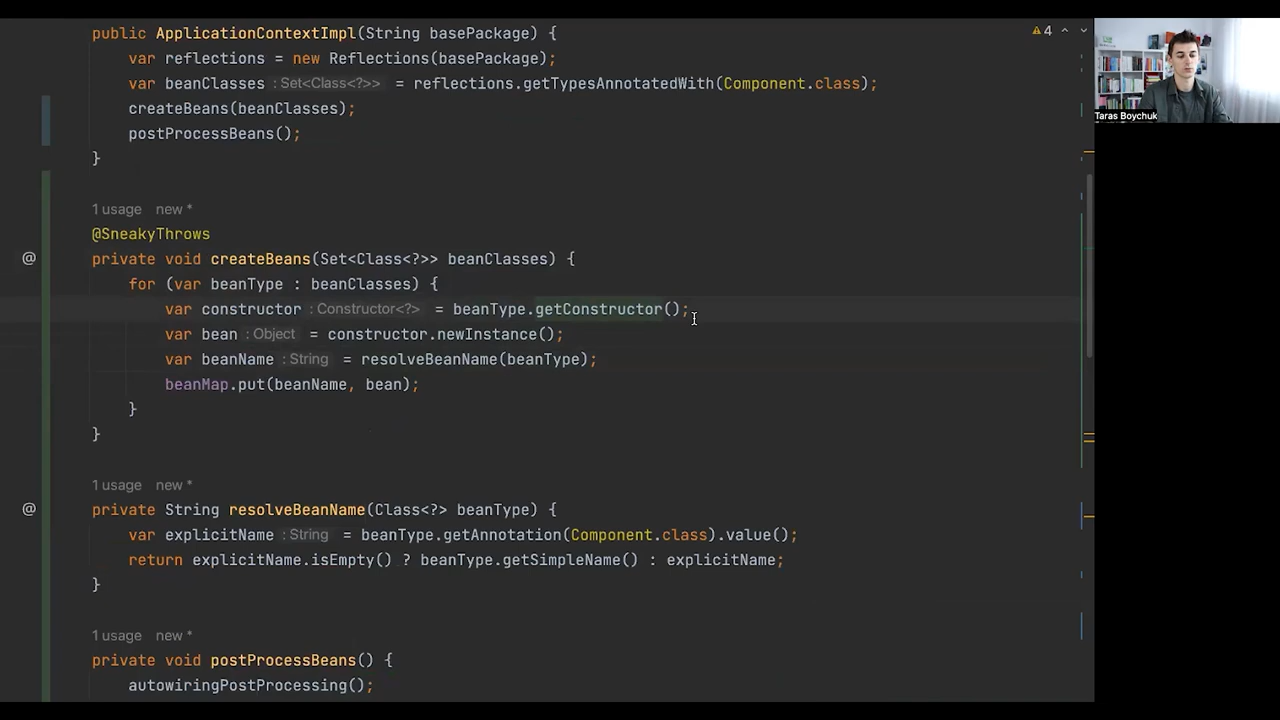 public ApplicationContextImpl(String basePackage) {
var reflections = new Reflections(basePackage);
var beanClasses : Set<Class<?>> = reflections.getTypesAnnotatedWith(Component.class);
createBeans(beanClasses);
postProcessBeans();
}
1 usage new *
@SneakyThrows
private void createBeans(Set<Class<?>> beanClasses) {
for (var beanType : beanClasses) {
var constructor : Constructor<?> = beanType.getConstructor();
var bean : Object = constructor.newInstance();
var beanName : String = resolveBeanName(beanType);
beanMap.put(beanName, bean);
}
}
1 usage new *
private String resolveBeanName(Class<?> beanType) {
var explicitName : String = beanType.getAnnotation(Component.class).value();
return explicitName.isEmpty() ? beanType.getSimpleName() : explicitName;
}
1 usage new *
private void postProcessBeans() {
autowiringPostProcessing();
4
Taras Boychuk
@
@